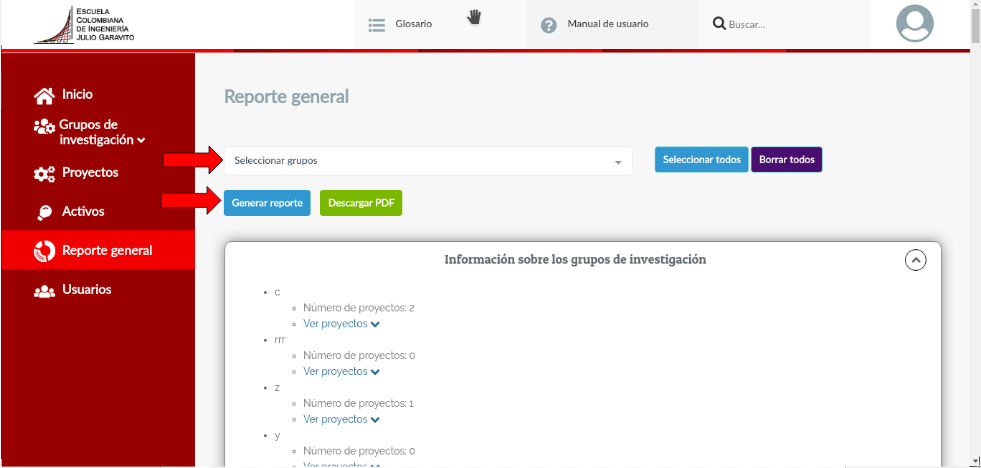 ESCUELA
COLOMBIANA
DE INGENIERÍA
JULIO GARAVITO
Glosario
Manual de usuario
Buscar...
Inicio
Grupos de
investigación
Proyectos
Activos
Reporte general
Usuarios
Reporte general
Seleccionar grupos
Seleccionar todos
Borrar todos
Generar reporte
Descargar PDF
Información sobre los grupos de investigación
c
Número de proyectos: 2
Ver proyectos
rrr
Número de proyectos: 0
Ver proyectos
z
Número de proyectos: 1
Ver proyectos
y
Número de proyectos: 0
Ver proyectos